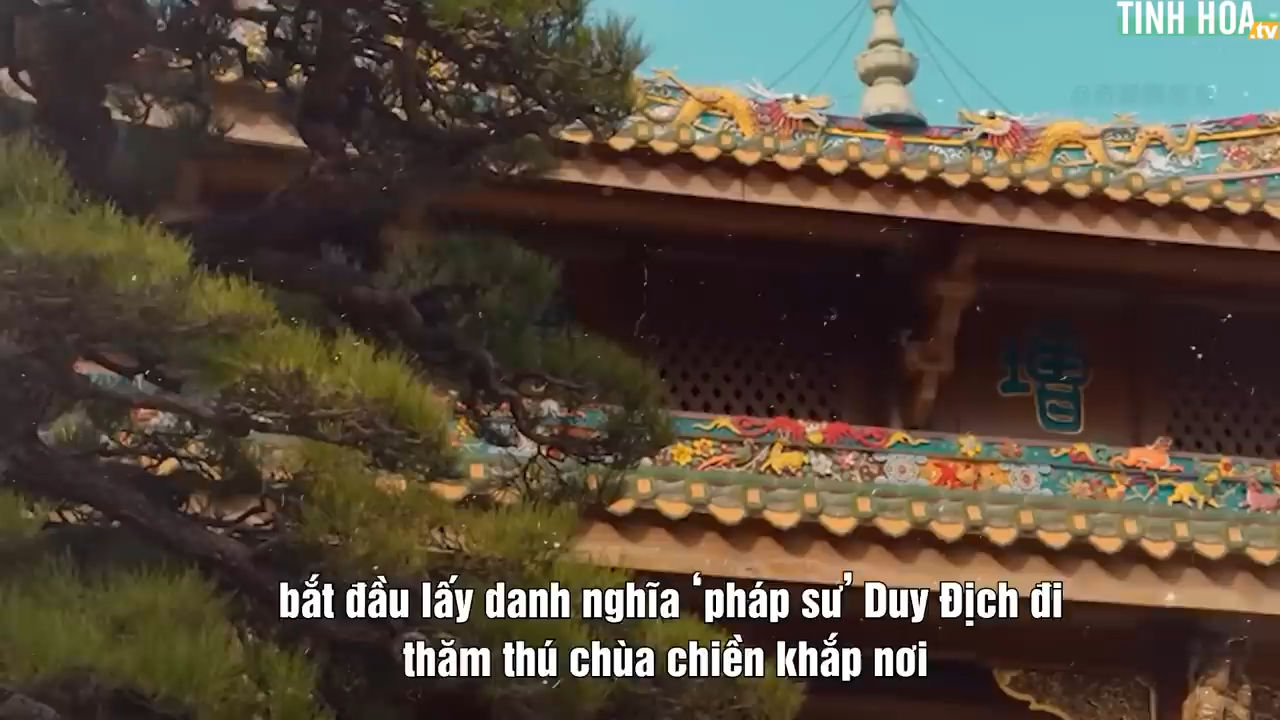 TINH HOA
.tv
增
bắt đầu lấy danh nghĩa ‘pháp sư’ Duy Địch đi
thăm thú chùa chiền khắp nơi